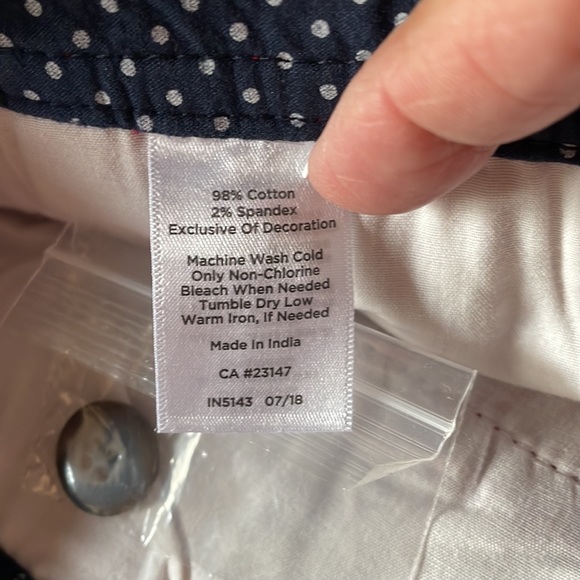 98% Cotton
2% Spandex
Exclusive Of Decoration
Machine Wash Cold
Only Non-Chlorine
Bleach When Needed
Tumble Dry Low
Warm Iron, If Needed
Made In India
CA #23147
IN5143 07/18